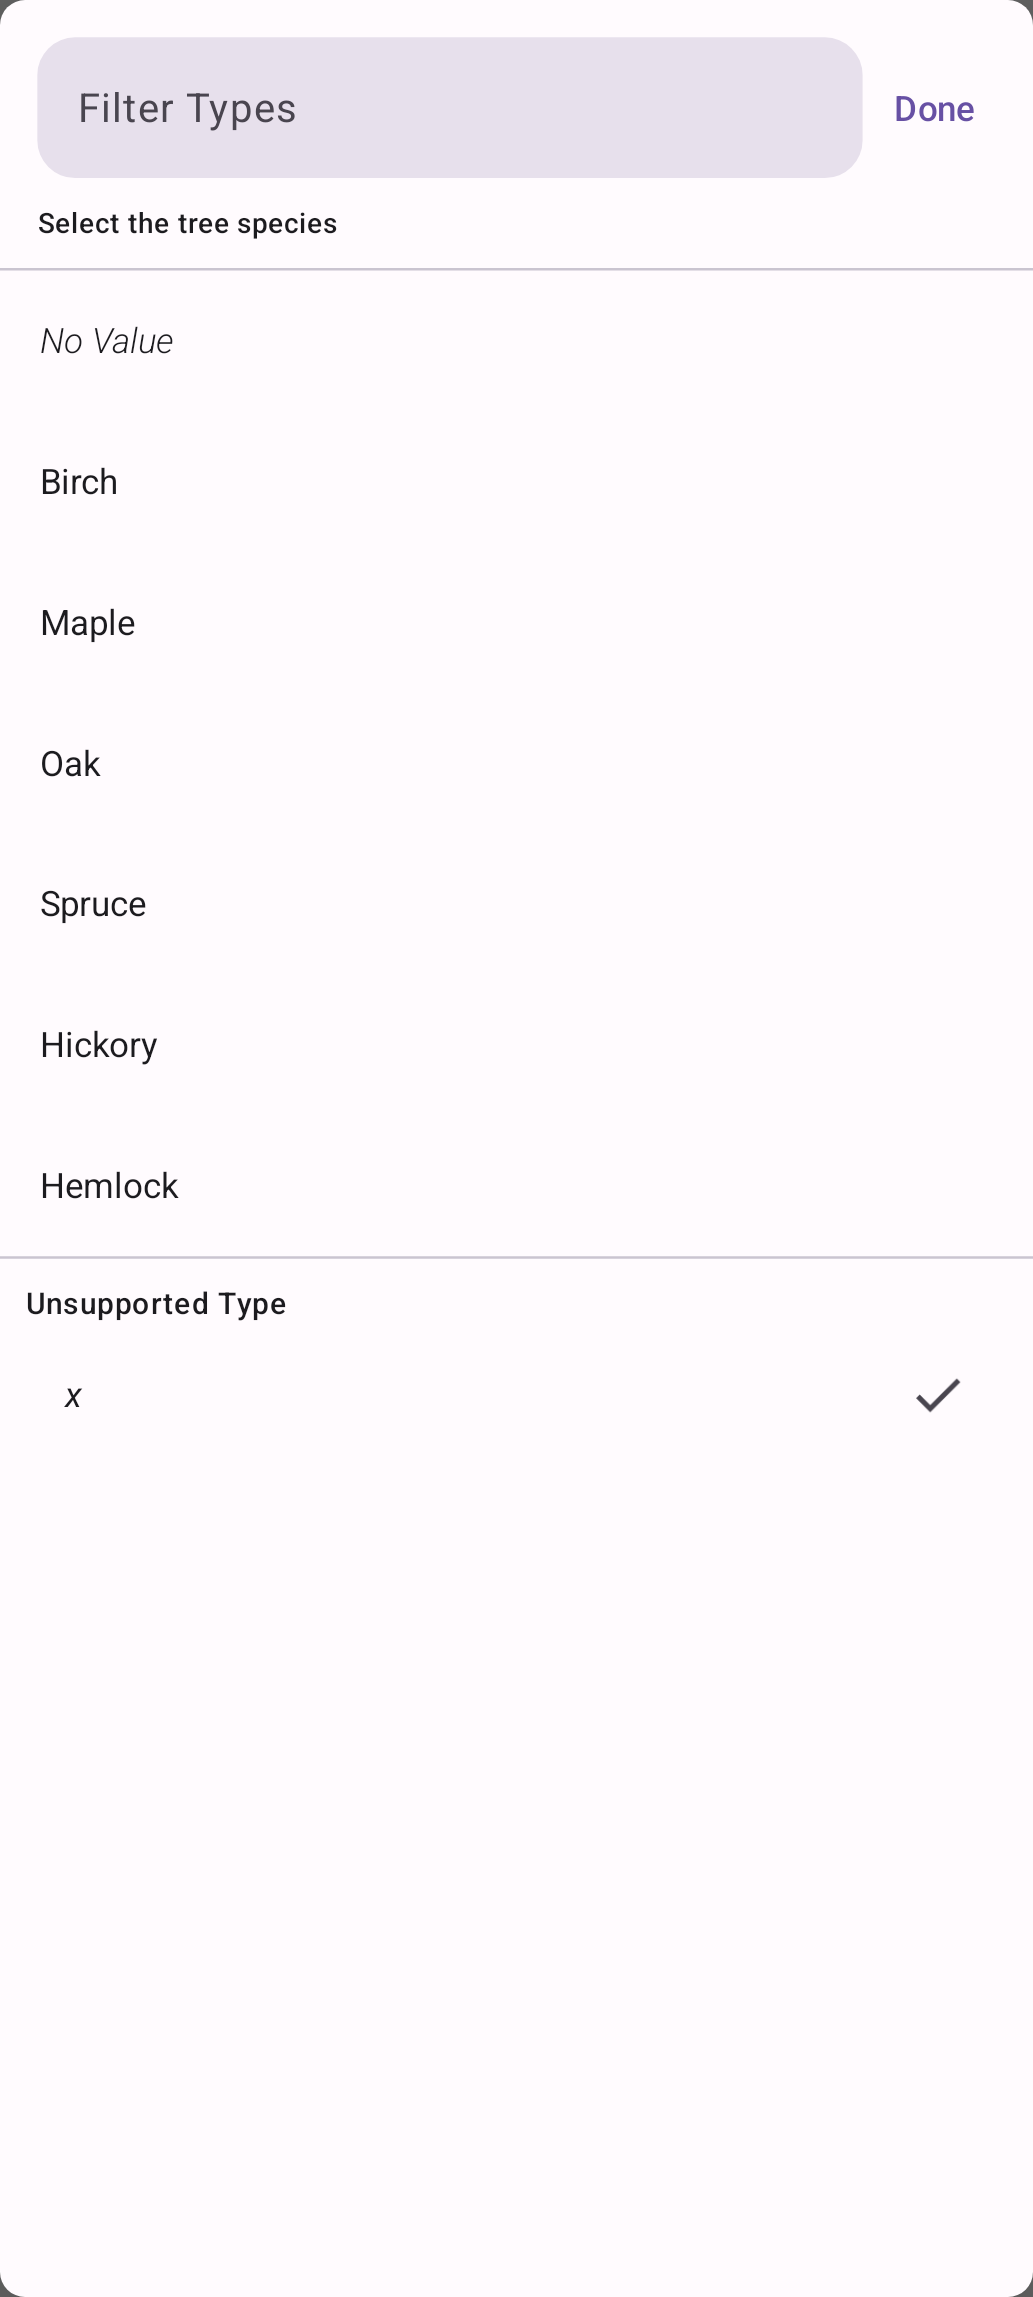 Filter Types
Done
Select the tree species
No Value
Birch
Maple
Oak
Spruce
Hickory
Hemlock
Unsupported Type
x